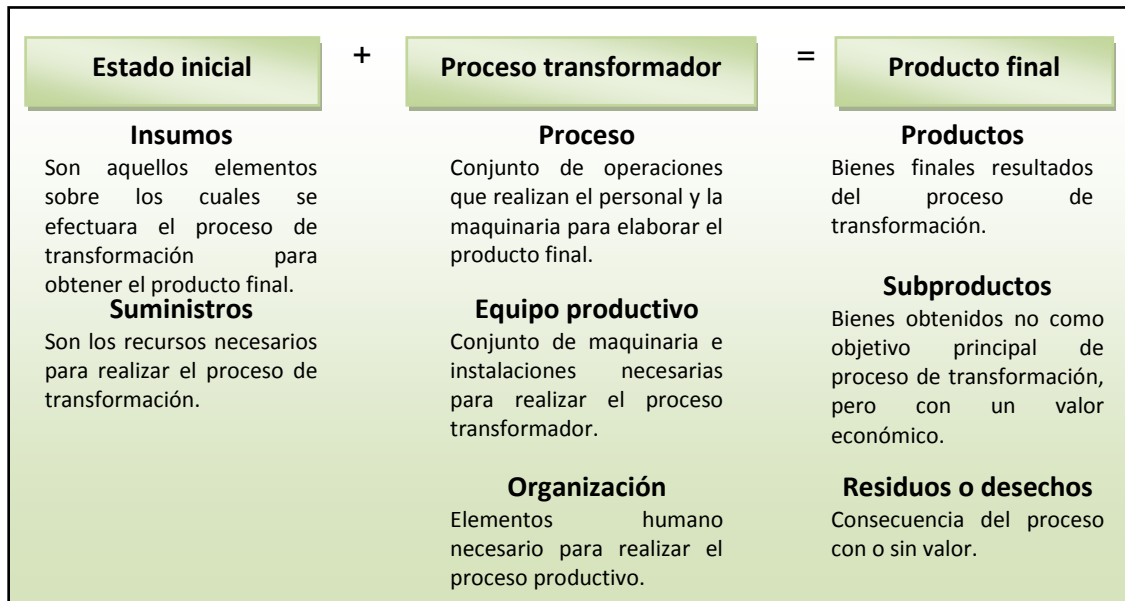 Estado inicial
+
Proceso transformador
=
Producto final
Insumos
Son aquellos elementos
sobre los cuales se
efectuara el proceso de
transformación para
obtener el producto final.
Suministros
Son los recursos necesarios
para realizar el proceso de
transformación.
Proceso
Conjunto de operaciones
que realizan el personal y la
maquinaria para elaborar el
producto final.
Equipo productivo
Conjunto de maquinaria e
instalaciones necesarias
para realizar el proceso
transformador.
Organización
Elementos humano
necesario para realizar el
proceso productivo.
Productos
Bienes finales resultados
del proceso de
transformación.
Subproductos
Bienes obtenidos no como
objetivo principal de
proceso de transformación,
pero con un valor
económico.
Residuos o desechos
Consecuencia del proceso
con o sin valor.